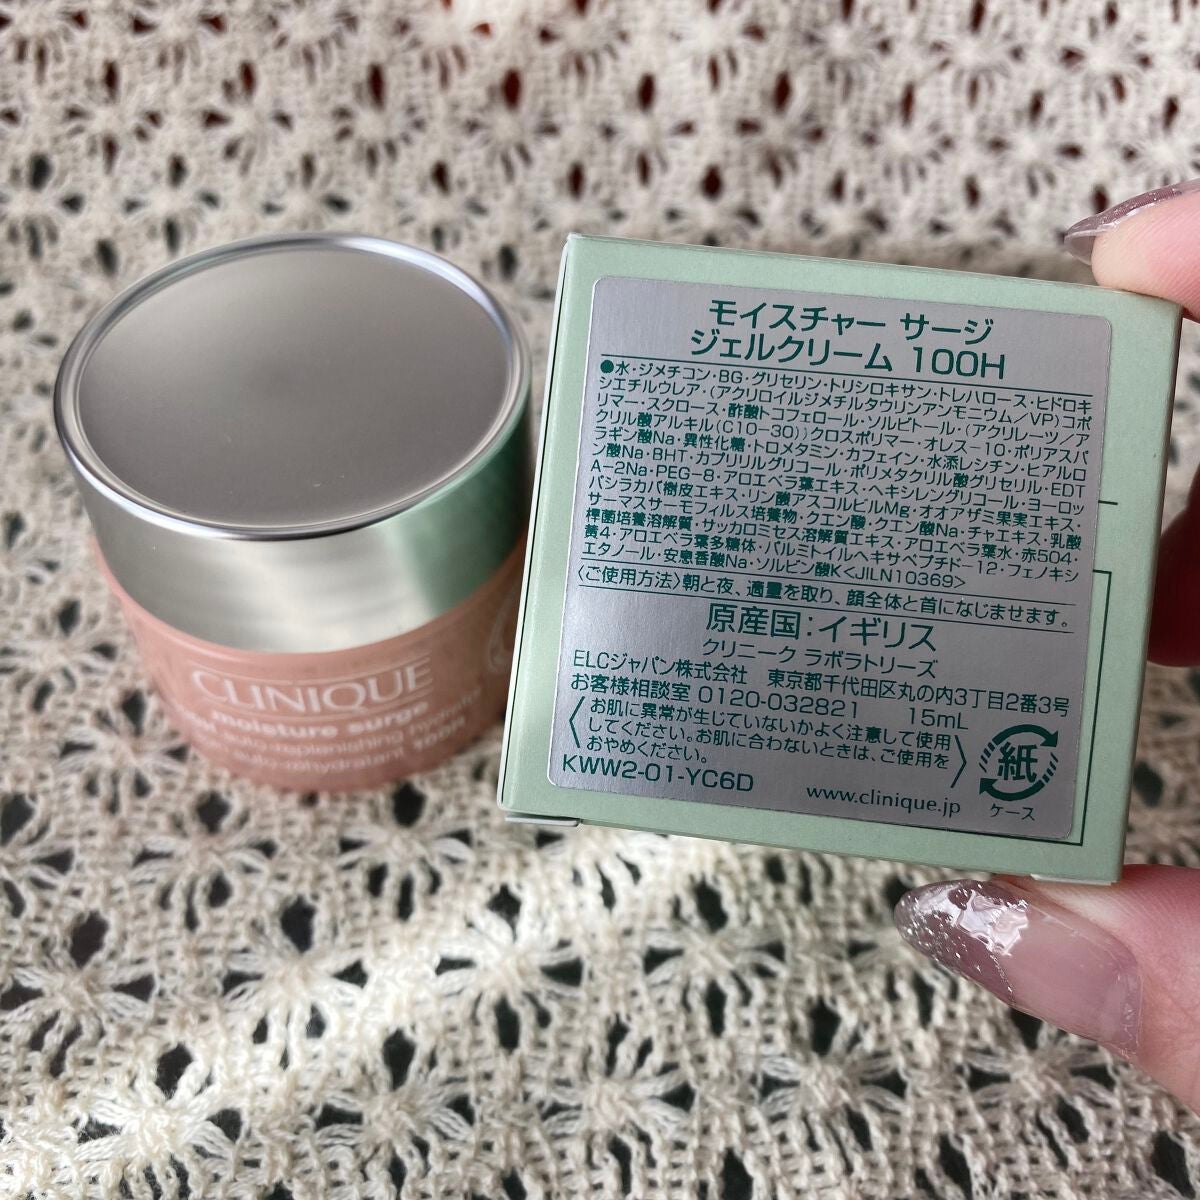 CLINIQUE
moisture surge
auto-replenishing hydrator
auto-réhydratant 100H
モイスチャー サージ
ジェルクリーム 100H
●水・ジメチコン・BG・グリセリン・トリシロキサン・トレハロース・ヒドロキ
シエチルウレア・(アクリロイルジメチルタウリンアンモニウム/VP)コポ
リマー・スクロース・酢酸トコフェロール・ソルビトール・(アクリレーツ/ア
クリル酸アルキル(C10-30))クロスポリマー・オレス-10・ポリアスパ
ラギン酸Na・異性化糖・トロメタミン・カフェイン・水添レシチン・ヒアルロ
ン酸Na・BHT・カプリリルグリコール・ポリメタクリル酸グリセリル・EDT
A-2Na・PEG-8・アロエベラ葉エキス・ヘキシレングリコール・ヨーロッ
パシラカバ樹皮エキス・リン酸アスコルビルMg・オオアザミ果実エキス・
サーマスサーモフィルス培養物・クエン酸・クエン酸Na・チャエキス・乳酸
桿菌培養溶解質・サッカロミセス溶解質エキス・アロエベラ葉水・赤504・
黄4・アロエベラ葉多糖体・パルミトイルヘキサペプチド-12・フェノキシ
エタノール・安息香酸Na・ソルビン酸K<JILN10369>
〈ご使用方法〉朝と夜、適量を取り、顔全体と首になじませます。
原産国:イギリス
クリニーク ラボラトリーズ
ELCジャパン株式会社 東京都千代田区丸の内3丁目2番3号
お客様相談室 0120-032821 15mL
お肌に異常が生じていないかよく注意して使用
してください。お肌に合わないときは、ご使用を
おやめください。
紙
ケース
KWW2-01-YC6D
www.clinique.jp